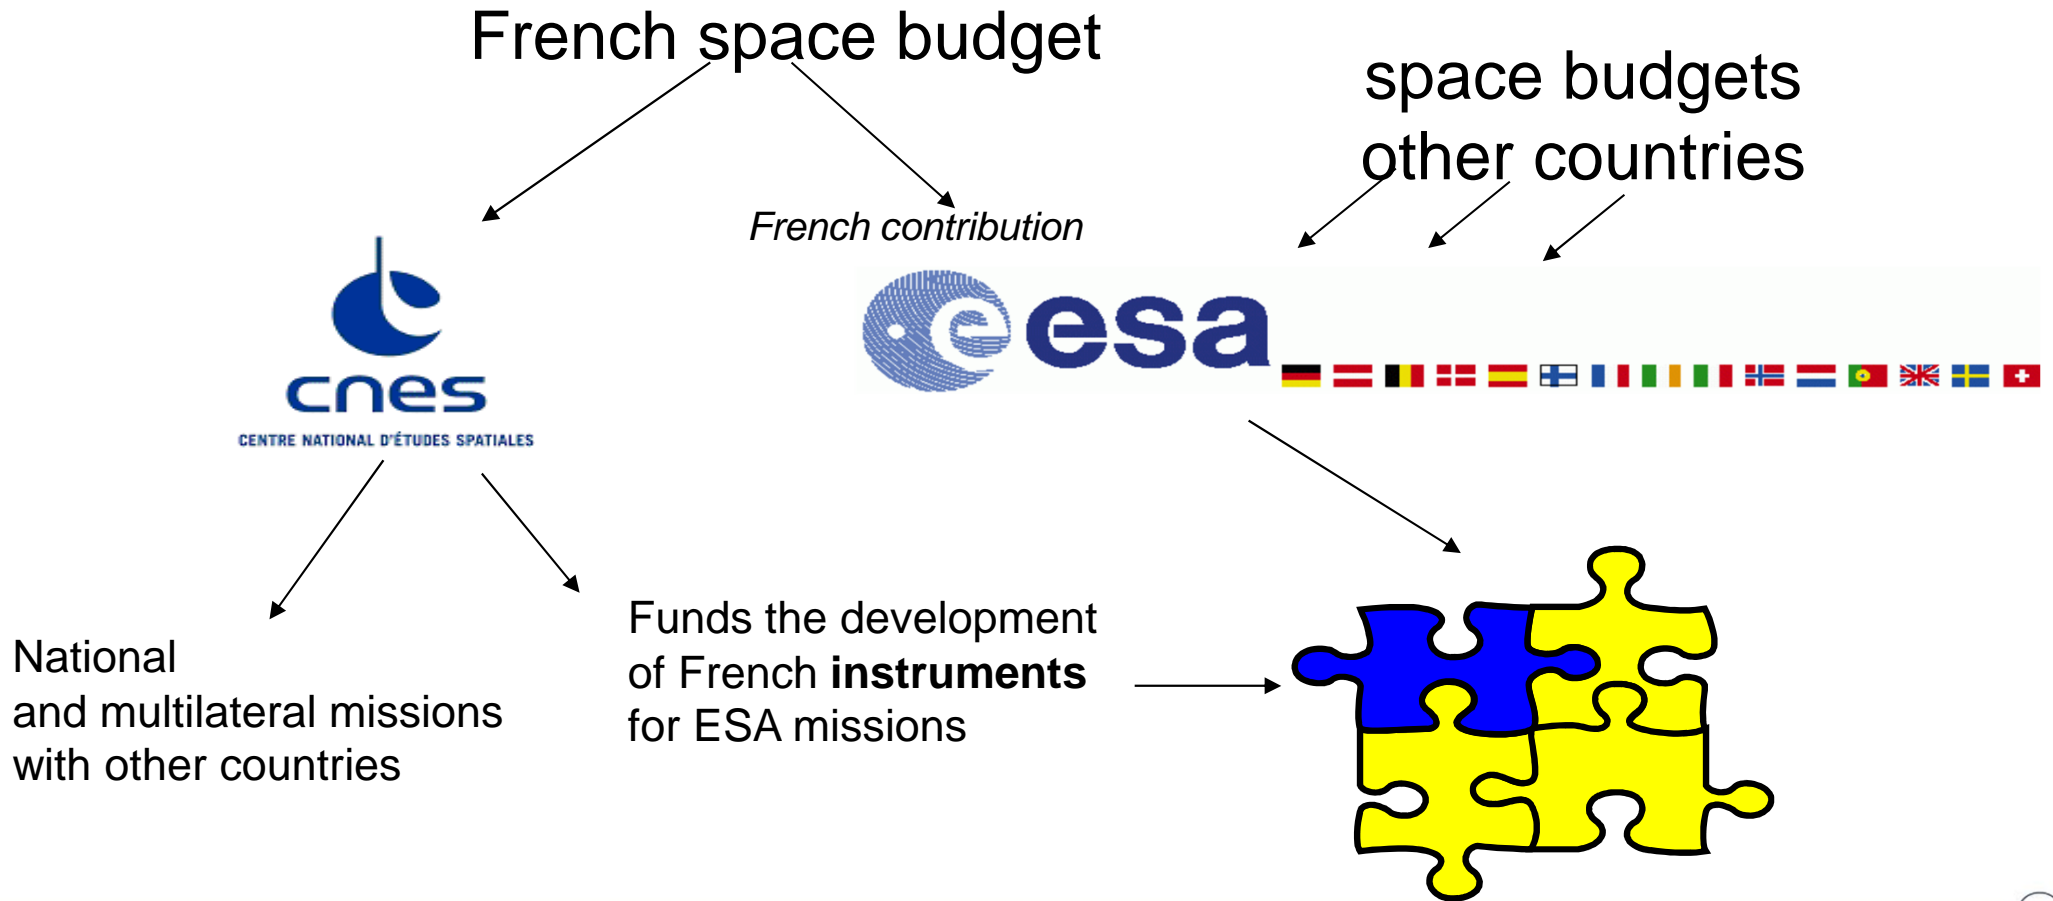 French space budget
space budgets
other countries
French contribution
esa
cnes
CENTRE NATIONAL D'ÉTUDES SPATIALES
National
and multilateral missions
with other countries
Funds the development
of French instruments
for ESA missions